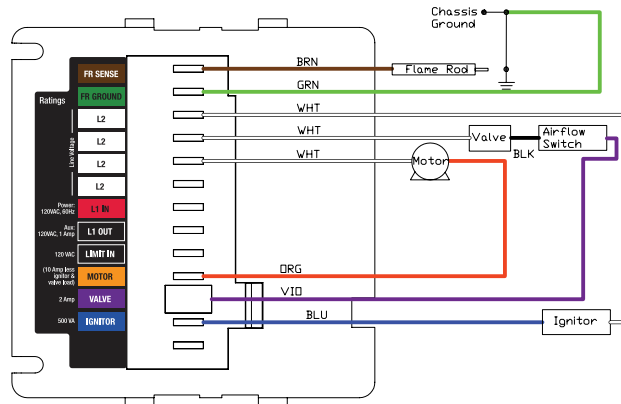 Chassis
Ground
BRN
FR SENSE
Flame Rod
GRN
Ratings
FR GROUND
WHT
L2
WHT
Valve
BLK
Airflow
Switch
L2
Line Voltage
WHT
Motor
L2
L2
Power:
120VAC, 60Hz
L1 IN
Aux:
120VAC, 1 Amp
L1 OUT
120 VAC
LIMIT IN
ORG
(10 Amp less
ignitor &
valve load)
MOTOR
VIO
2 Amp
VALVE
BLU
500 VA
IGNITOR
Ignitor